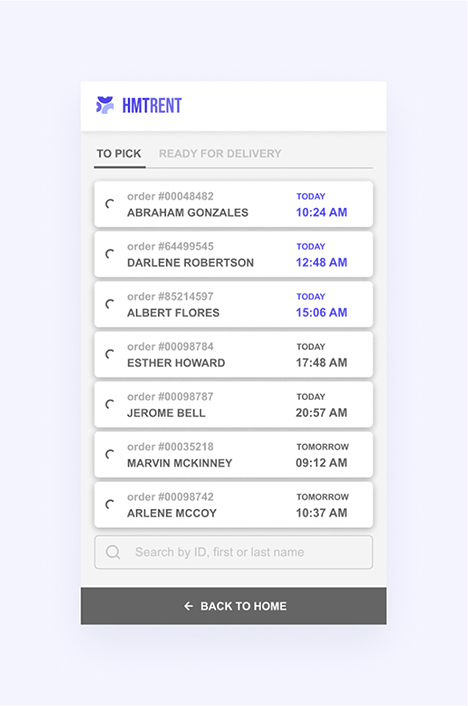 HMTRENT
TO PICK READY FOR DELIVERY
order #00048482 TODAY
ABRAHAM GONZALES 10:24 AM
order #64499545 TODAY
DARLENE ROBERTSON 12:48 AM
order #85214597 TODAY
ALBERT FLORES 15:06 AM
order #00098784 TODAY
ESTHER HOWARD 17:48 AM
order #00098787 TODAY
JEROME BELL 20:57 AM
order #00035218 TOMORROW
MARVIN MCKINNEY 09:12 AM
order #00098742 TOMORROW
ARLENE MCCOY 10:37 AM
Search by ID, first or last name
← BACK TO HOME